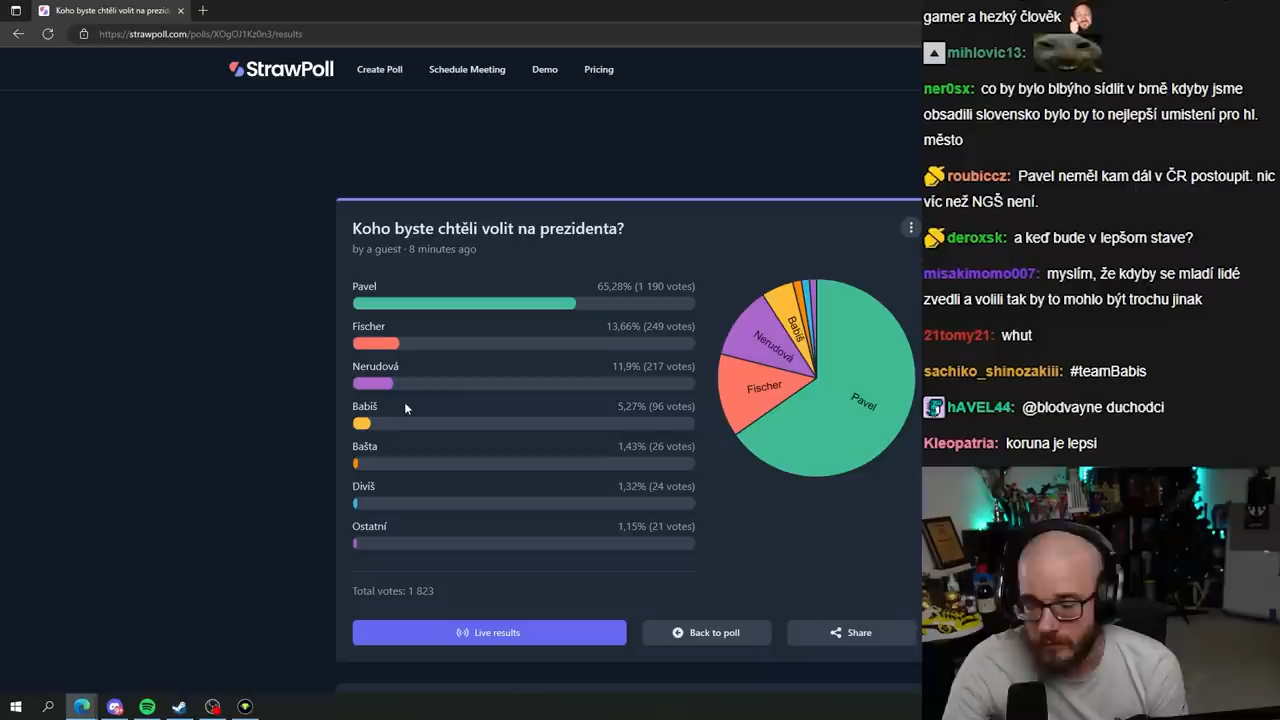 Koho byste chtěli volit na prezid
https://strawpoll.com/polls/XOgOJ1Kz0n3/results
StrawPoll
Create Poll
Schedule Meeting
Demo
Pricing
Koho byste chtěli volit na prezidenta?
by a guest · 8 minutes ago
Pavel 65,28% (1 190 votes)
Fischer 13,66% (249 votes)
Nerudová 11,9% (217 votes)
Babiš 5,27% (96 votes)
Bašta 1,43% (26 votes)
Diviš 1,32% (24 votes)
Ostatní 1,15% (21 votes)
Total votes: 1 823
Live results
Back to poll
Share
Babiš
Nerudová
Fischer
Pavel
gamer a hezký člověk
mihlovic13:
ner0sx: co by bylo blbýho sídlit v brně kdyby jsme
obsadili slovensko bylo by to nejlepší umistení pro hl.
město
roubiccz: Pavel neměl kam dál v ČR postoupit. nic
víc než NGŠ není.
deroxsk: a keď bude v lepšom stave?
misakimomo007: myslím, že kdyby se mladí lidé
zvedli a volili tak by to mohlo být trochu jinak
21tomy21: whut
sachiko_shinozakiii: #teamBabis
hAVEL44: @blodvayne duchodci
Kleopatria: koruna je lepsi